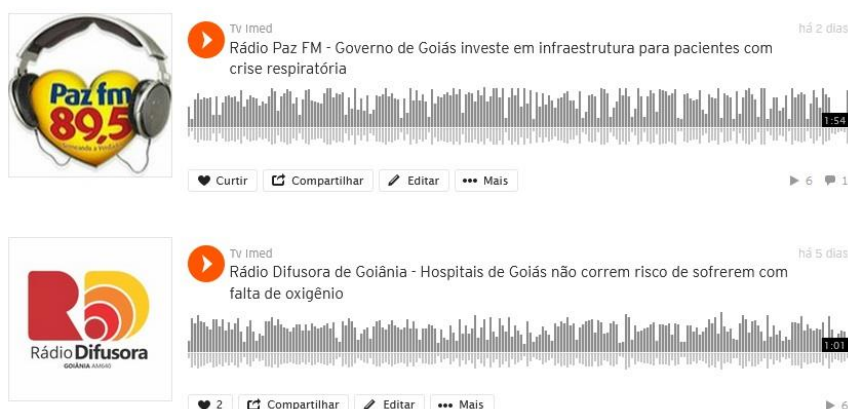 Paz fm
89,5
Tv Imed
há 2 dias
Rádio Paz FM - Governo de Goiás investe em infraestrutura para pacientes com
crise respiratória
1:54
Curtir
Compartilhar
Editar
Mais
6
1
Rádio Difusora
GOIÂNIA AM640
Tv Imed
há 5 dias
Rádio Difusora de Goiânia - Hospitais de Goiás não correm risco de sofrerem com
falta de oxigênio
1:01
2
Compartilhar
Editar
Mais
6